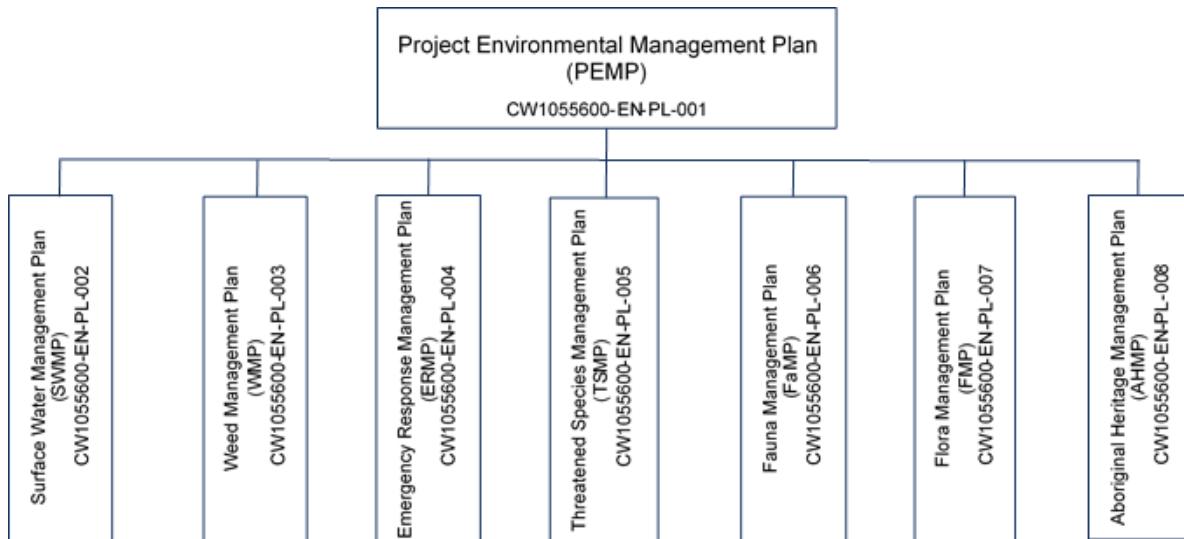 Project Environmental Management Plan
(PEMP)
CW1055600-EN-PL-001
Surface Water Management Plan
(SWMP)
CW1055600-EN-PL-002
Weed Management Plan
(WMP)
CW1055600-EN-PL-003
Emergency Response Management Plan
(ERMP)
CW1055600-EN-PL-004
Threatened Species Management Plan
(TSMP)
CW1055600-EN-PL-005
Fauna Management Plan
(FaMP)
CW1055600-EN-PL-006
Flora Management Plan
(FMP)
CW1055600-EN-PL-007
Aboriginal Heritage Management Plan
(AHMP)
CW1055600-EN-PL-008